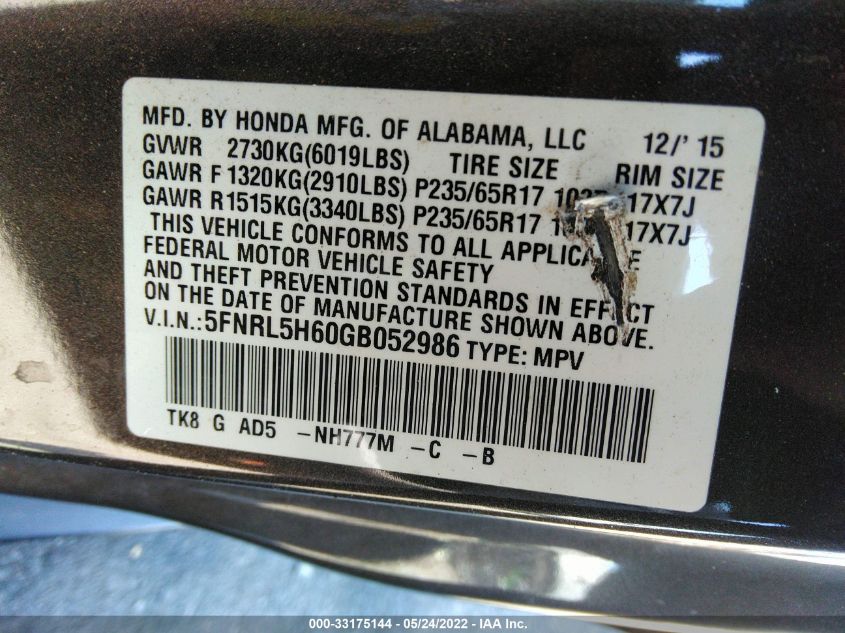 MFD. BY HONDA MFG. OF ALABAMA, LLC 12/' 15
GVWR 2730KG(6019LBS) TIRE SIZE RIM SIZE
GAWR F 1320KG(2910LBS) P235/65R17 17X7J
GAWR R1515KG(3340LBS) P235/65R17 17X7J
THIS VEHICLE CONFORMS TO ALL
FEDERAL MOTOR VEHICLE SAFETY
AND THEFT PREVENTION STANDARDS IN EFFECT
ON THE DATE OF MANUFACTURE SHOWN ABOVE.
V.I.N.:5FNRL5H60GB052986 TYPE: MPV
TK8 G AD5 -NH777M -C -B
000-33175144 - 05/24/2022 - IAA Inc.